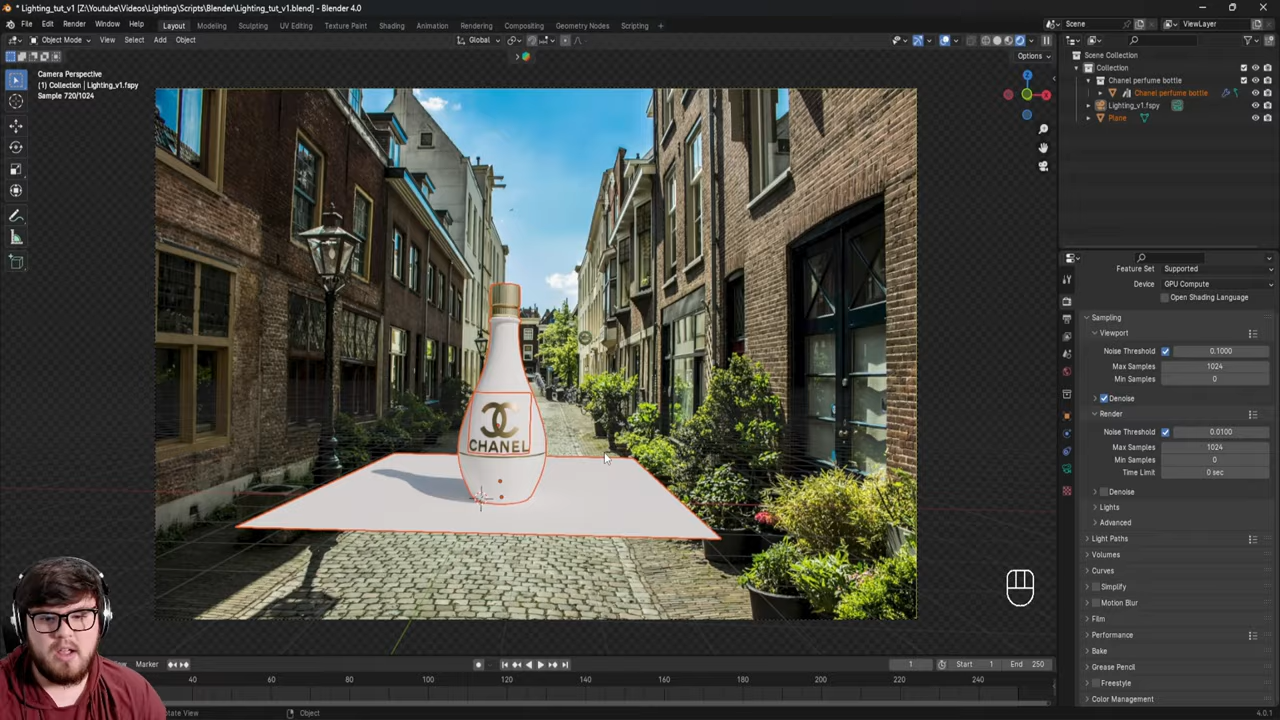 * Lighting_tut_v1 [Z:\Youtube\Videos\Lighting\Scripts\Blender\Lighting_tut_v1.blend] - Blender 4.0.1
File Edit Render Window Help Layout Modeling Sculpting UV Editing Texture Paint Shading Animation Rendering Compositing Geometry Nodes Scripting + Scene ViewLayer
Object Mode View Select Add Object Global
Options
Camera Perspective
(1) Collection | Lighting_v1.fspy
Sample 720/1024
Z
X
Scene Collection
Collection
Chanel perfume bottle
Chanel perfume bottle
Lighting_v1.fspy
Plane
Feature Set Supported
Device GPU Compute
Open Shading Language
Sampling
Viewport
Noise Threshold 0.1000
Max Samples 1024
Min Samples 0
Denoise
Render
Noise Threshold 0.0100
Max Samples 1024
Min Samples 0
Time Limit 0 sec
Denoise
Lights
Advanced
Light Paths
Volumes
Curves
Simplify
Motion Blur
Film
Performance
Bake
Grease Pencil
Freestyle
Color Management
CHANEL
Marker 1 Start 1 End 250
40 60 80 100 120 140 160 180 200 220 240
Rotate View Object 4.0.1